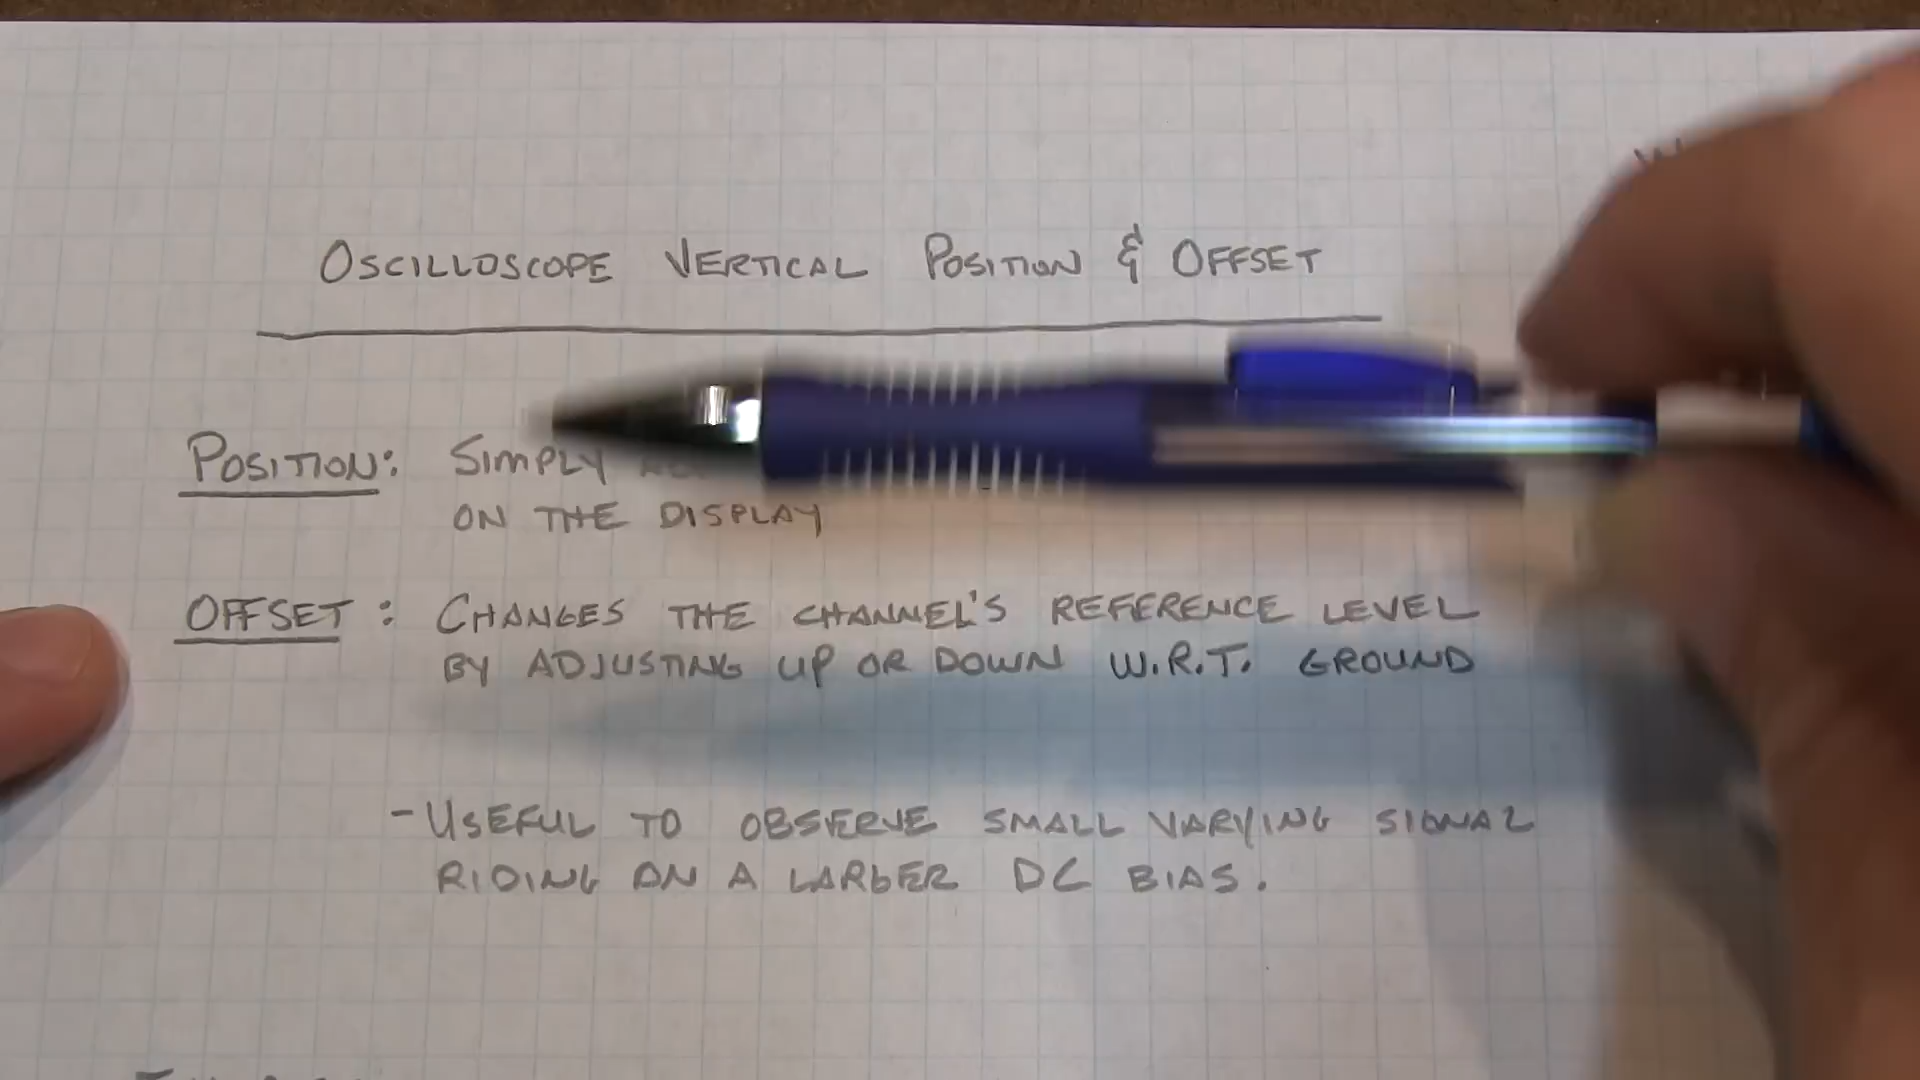 OSCILLOSCOPE VERTICAL POSITION & OFFSET
POSITION: SIMPLY
ON THE DISPLAY
OFFSET: CHANGES THE CHANNEL'S REFERENCE LEVEL
BY ADJUSTING UP OR DOWN W.R.T. GROUND
- USEFUL TO OBSERVE SMALL VARYING SIGNAL
RIDING ON A LARGER DC BIAS.